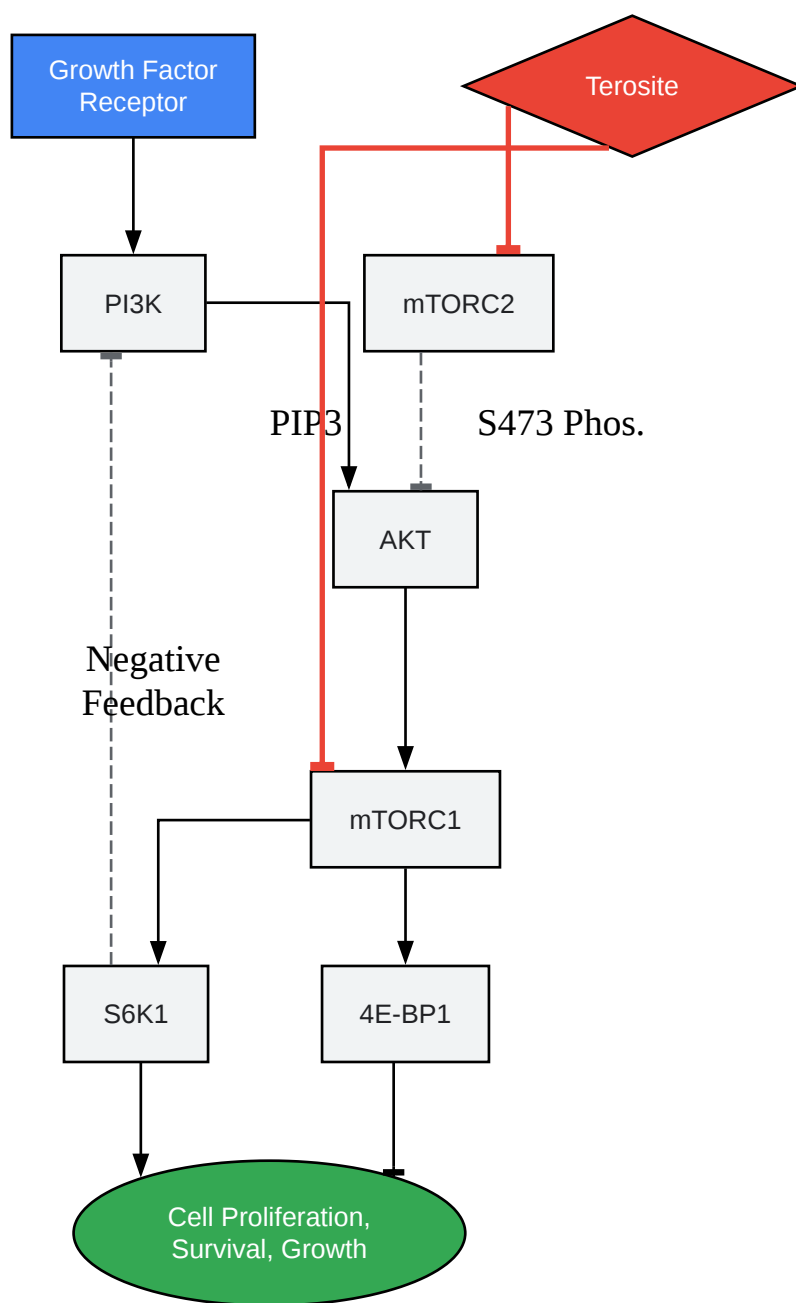 Growth Factor
Receptor
Terosite
PI3K
mTORC2
PIP3
S473 Phos.
AKT
Negative
Feedback
mTORC1
S6K1
4E-BP1
Cell Proliferation,
Survival, Growth